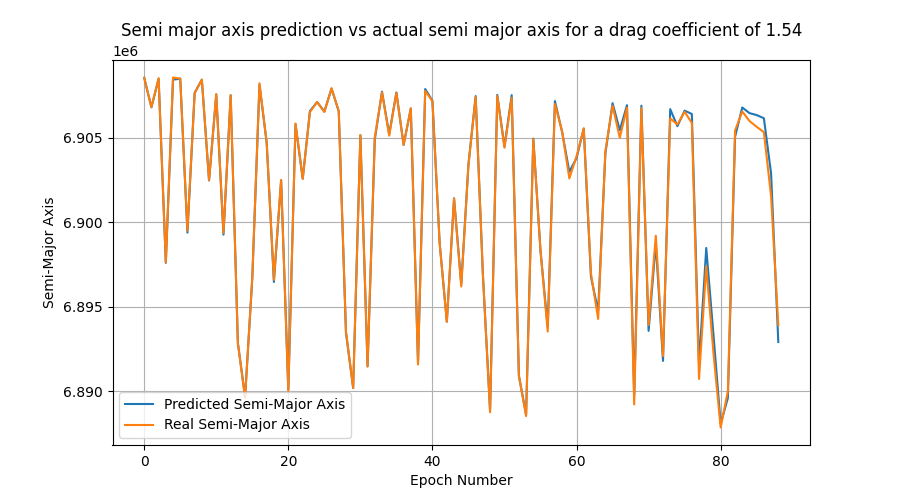 Semi major axis prediction vs actual semi major axis for a drag coefficient of 1.54
1e6
6.905
6.900
6.895
6.890
Semi-Major Axis
Predicted Semi-Major Axis
Real Semi-Major Axis
0 20 40 60 80
Epoch Number